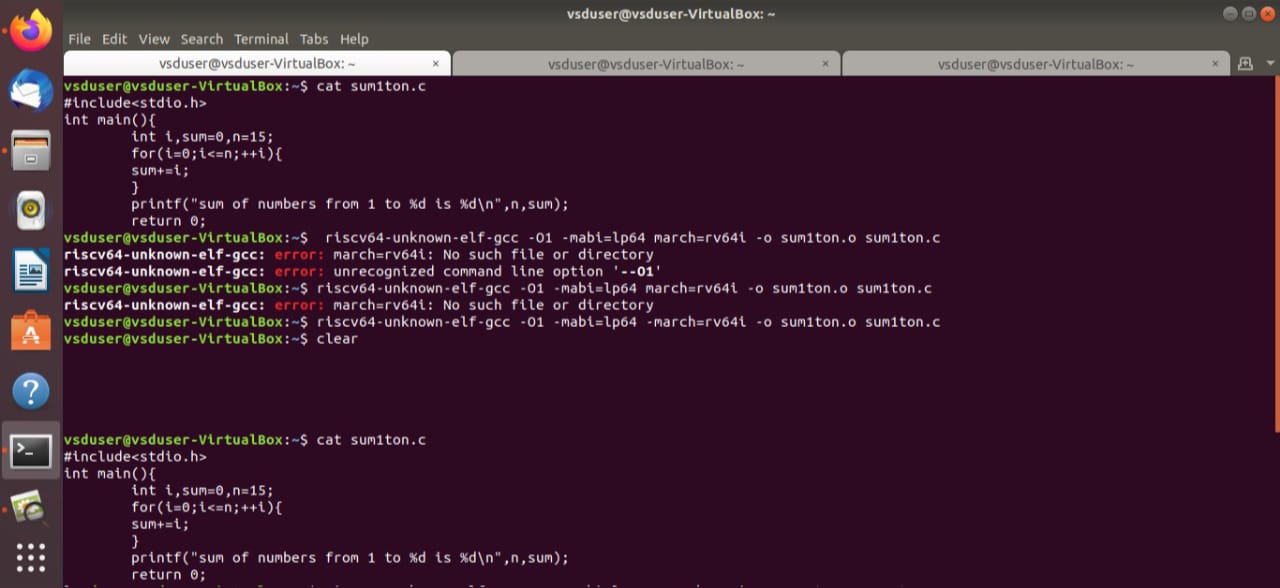 vsduser@vsduser-VirtualBox: ~
File Edit View Search Terminal Tabs Help
vsduser@vsduser-VirtualBox: ~ × vsduser@vsduser-VirtualBox: ~ × vsduser@vsduser-VirtualBox: ~ ×
vsduser@vsduser-VirtualBox:~$ cat sum1ton.c
#include<stdio.h>
int main(){
        int i,sum=0,n=15;
        for(i=0;i<=n;++i){
        sum+=i;
        }
        printf("sum of numbers from 1 to %d is %d\n",n,sum);
        return 0;
vsduser@vsduser-VirtualBox:~$  riscv64-unknown-elf-gcc -O1 -mabi=lp64 march=rv64i -o sum1ton.o sum1ton.c
riscv64-unknown-elf-gcc: error: march=rv64i: No such file or directory
riscv64-unknown-elf-gcc: error: unrecognized command line option '--O1'
vsduser@vsduser-VirtualBox:~$ riscv64-unknown-elf-gcc -O1 -mabi=lp64 march=rv64i -o sum1ton.o sum1ton.c
riscv64-unknown-elf-gcc: error: march=rv64i: No such file or directory
vsduser@vsduser-VirtualBox:~$ riscv64-unknown-elf-gcc -O1 -mabi=lp64 -march=rv64i -o sum1ton.o sum1ton.c
vsduser@vsduser-VirtualBox:~$ clear
vsduser@vsduser-VirtualBox:~$ cat sum1ton.c
#include<stdio.h>
int main(){
        int i,sum=0,n=15;
        for(i=0;i<=n;++i){
        sum+=i;
        }
        printf("sum of numbers from 1 to %d is %d\n",n,sum);
        return 0;